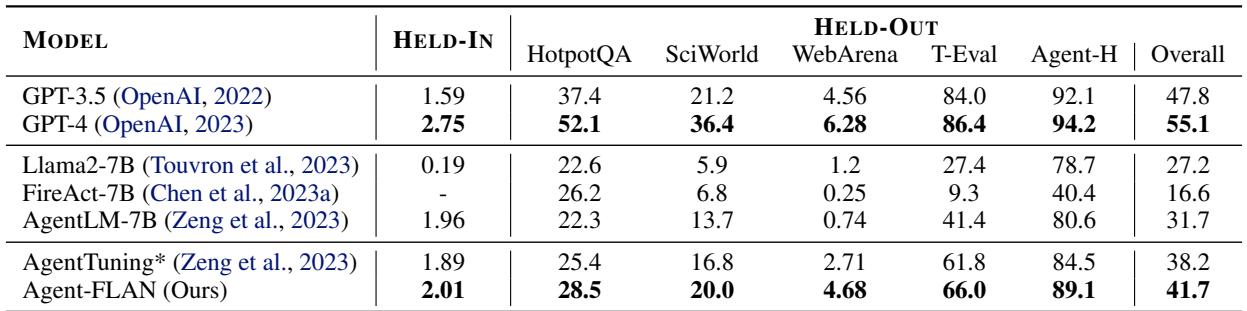 MODEL HELD-IN HELD-OUT
HotpotQA SciWorld WebArena T-Eval Agent-H Overall
GPT-3.5 (OpenAI, 2022) 1.59 37.4 21.2 4.56 84.0 92.1 47.8
GPT-4 (OpenAI, 2023) 2.75 52.1 36.4 6.28 86.4 94.2 55.1
Llama2-7B (Touvron et al., 2023) 0.19 22.6 5.9 1.2 27.4 78.7 27.2
FireAct-7B (Chen et al., 2023a) - 26.2 6.8 0.25 9.3 40.4 16.6
AgentLM-7B (Zeng et al., 2023) 1.96 22.3 13.7 0.74 41.4 80.6 31.7
AgentTuning* (Zeng et al., 2023) 1.89 25.4 16.8 2.71 61.8 84.5 38.2
Agent-FLAN (Ours) 2.01 28.5 20.0 4.68 66.0 89.1 41.7